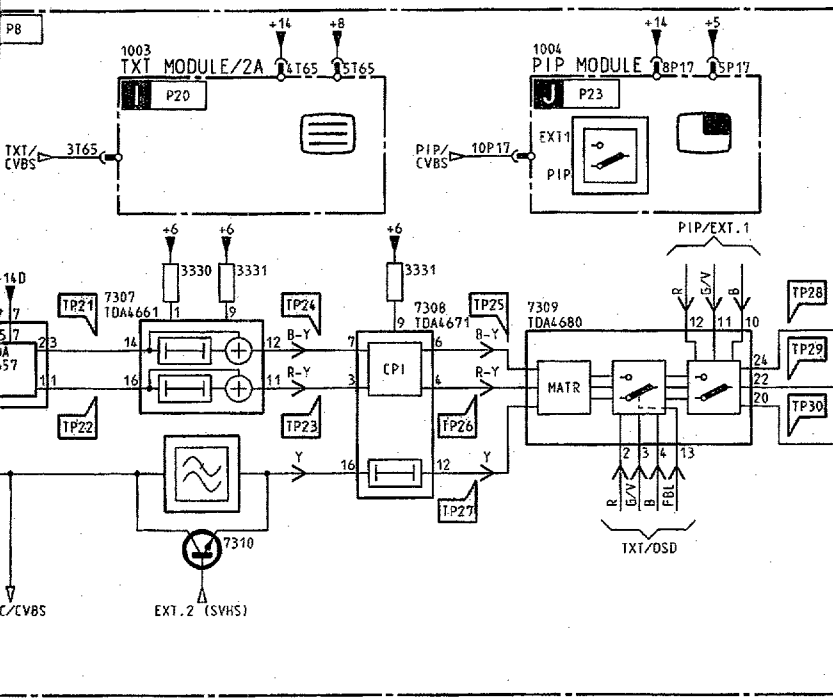 P8
+14
+8
1003
TXT MODULE/2A
4T65
5T65
I
P20
TXT/
CVBS
3T65
+14
+5
1004
PIP MODULE
8P17
5P17
J
P23
EXT1
PIP
PIP/
CVBS
10P17
+6
3330
+6
3331
+6
3331
PIP/EXT.1
R
G/V
B
12
11
10
TP21
7307
TDA4661
1
9
TP24
14
12
B-Y
16
11
R-Y
TP22
TP23
7308
TDA4671
9
7
6
B-Y
TP25
CPI
3
4
R-Y
TP26
7309
TDA4680
MATR
24
22
20
TP28
TP29
TP30
Y
16
12
Y
TP27
2
3
4
13
R
G/V
B
FBL
TXT/OSD
7310
EXT.2 (SVHS)
C/CVBS